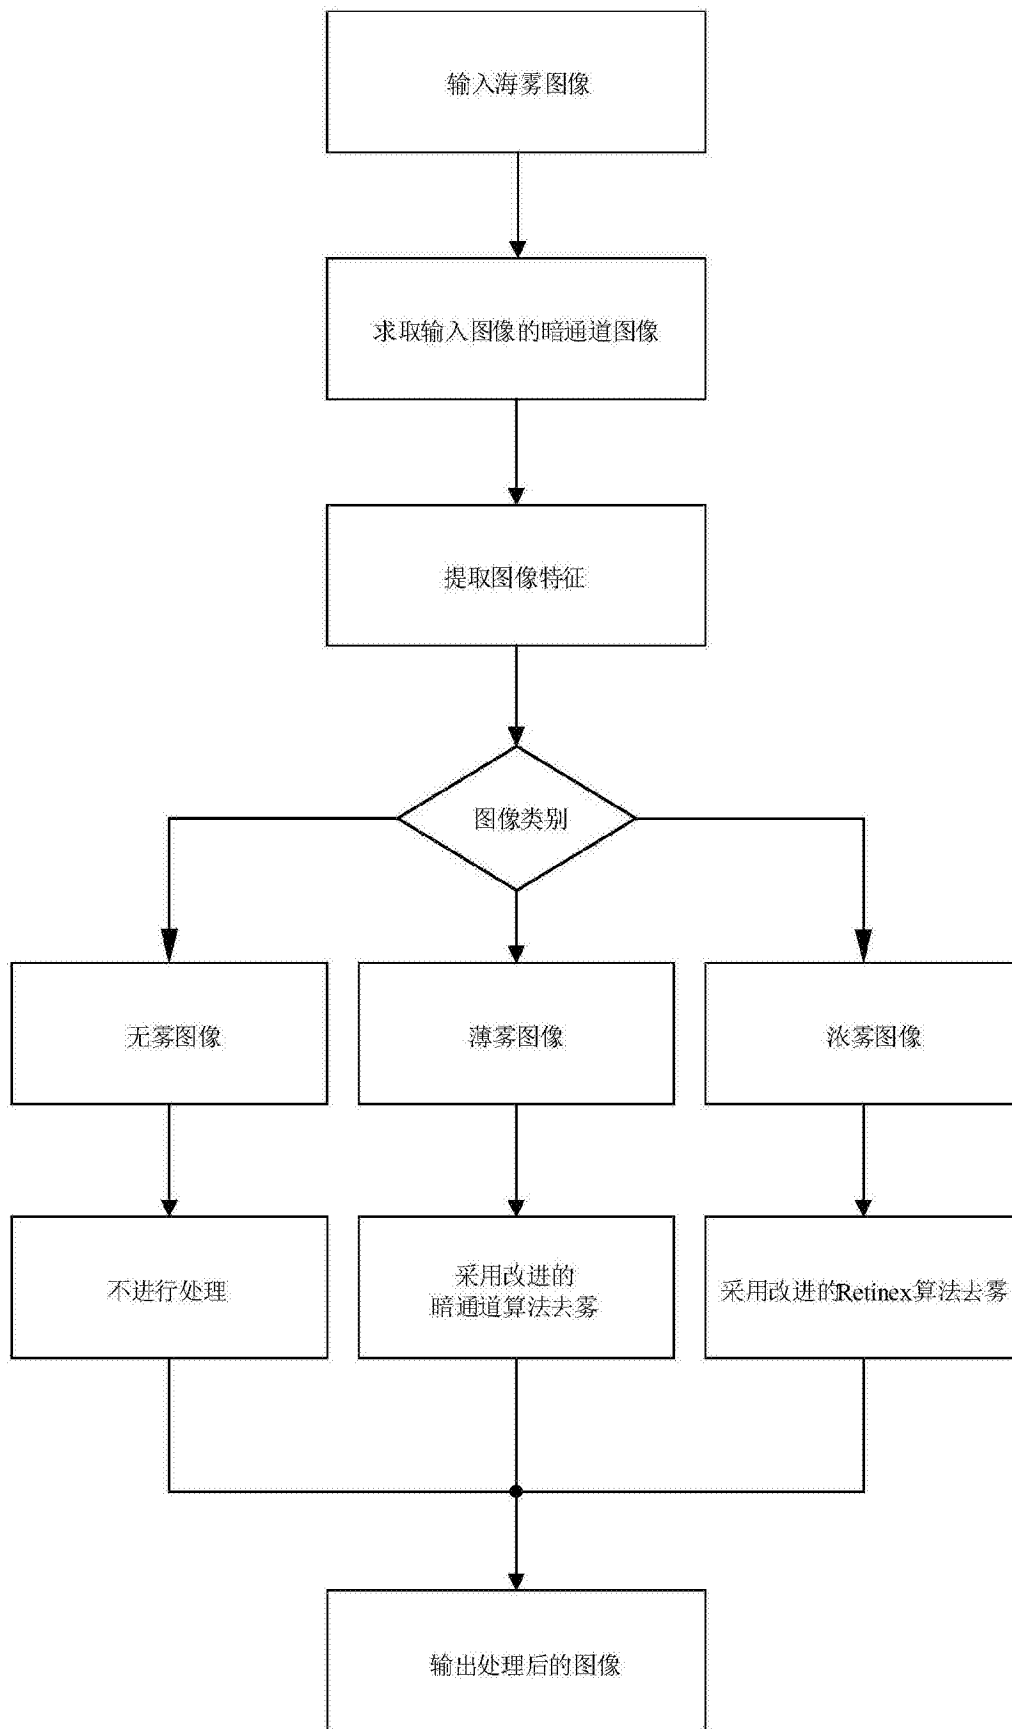 输入海雾图像
求取输入图像的暗通道图像
提取图像特征
图像类别
无雾图像
薄雾图像
浓雾图像
不进行处理
采用改进的
暗通道算法去雾
采用改进的Retinex算法去雾
输出处理后的图像